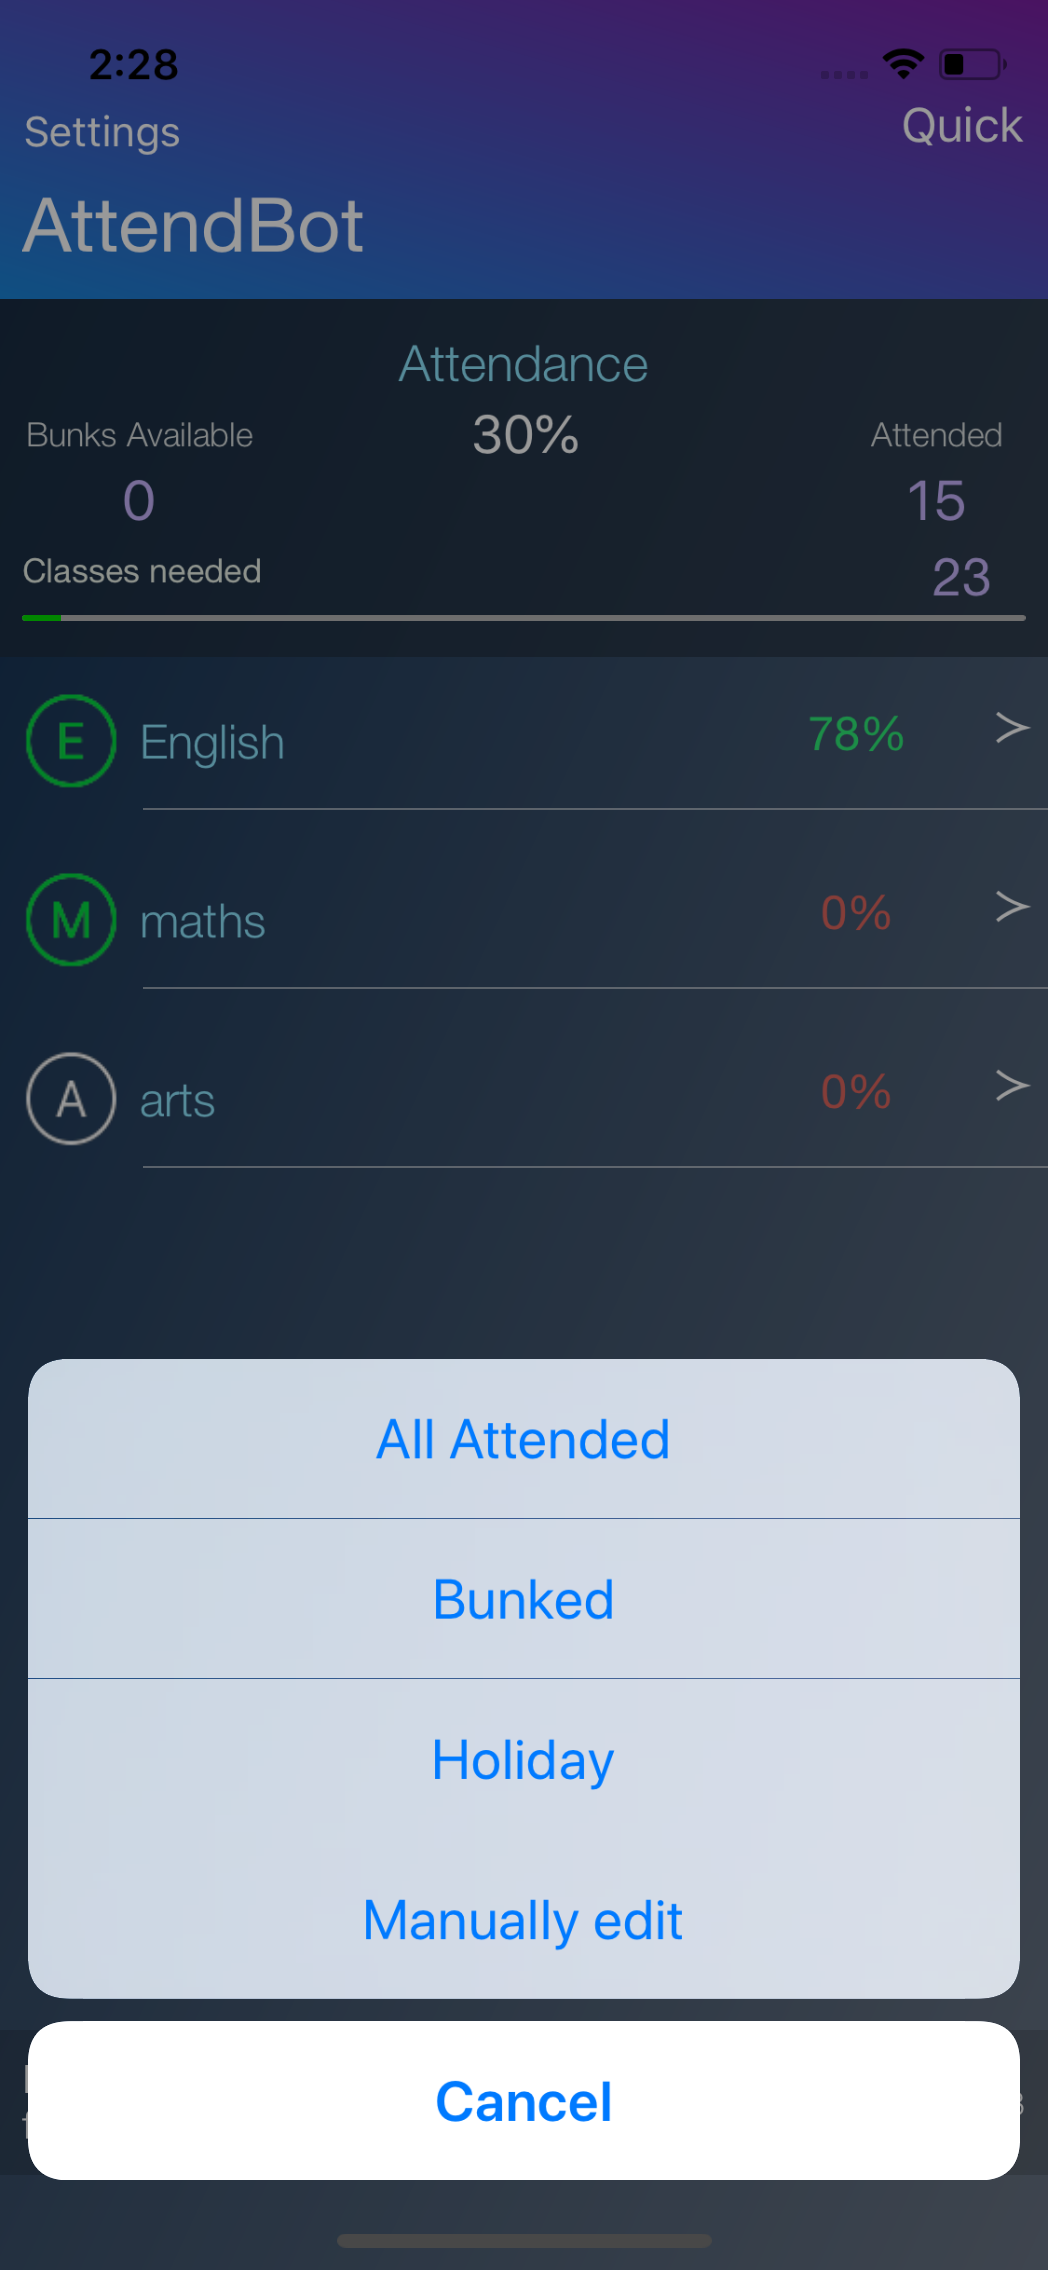 2:28
Settings
Quick
AttendBot
Attendance
Bunks Available
30%
Attended
0
15
Classes needed
23
E
English
78%
M
maths
0%
A
arts
0%
All Attended
Bunked
Holiday
Manually edit
Cancel